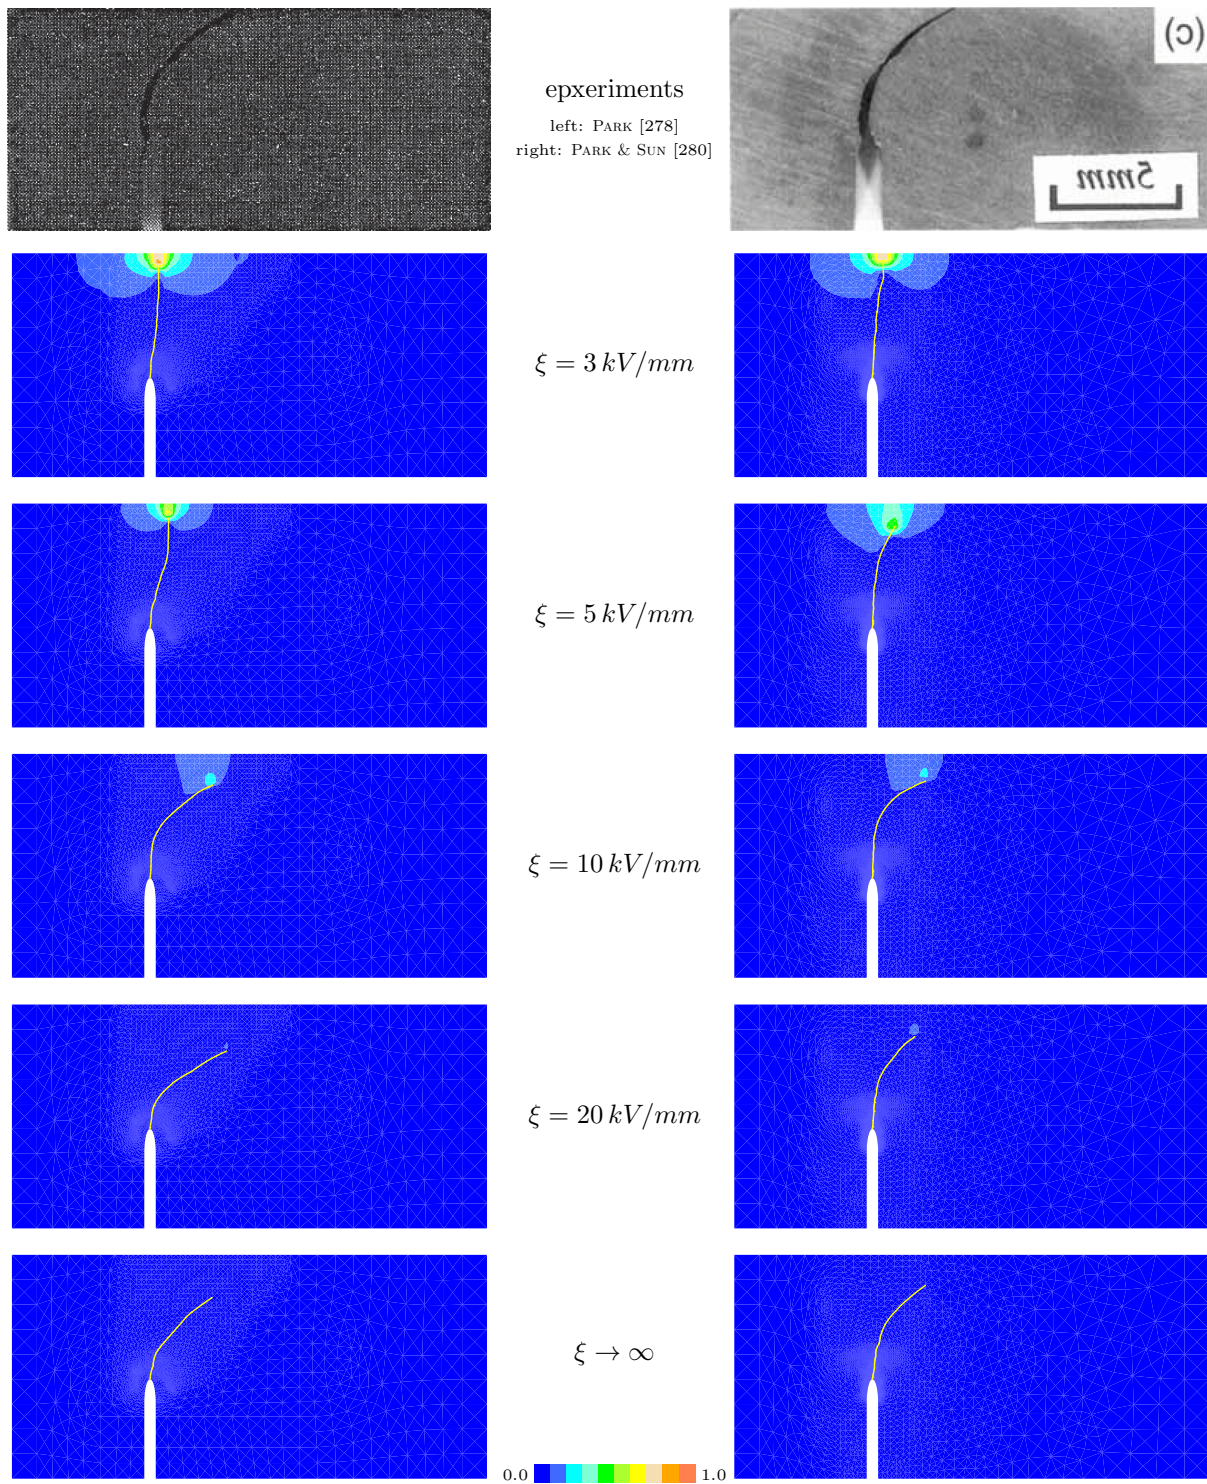 (c)
epxeriments
left: PARK [278]
right: PARK & SUN [280]
5mm
ξ = 3 kV/mm
ξ = 5 kV/mm
ξ = 10 kV/mm
ξ = 20 kV/mm
ξ → ∞
0.0 1.0